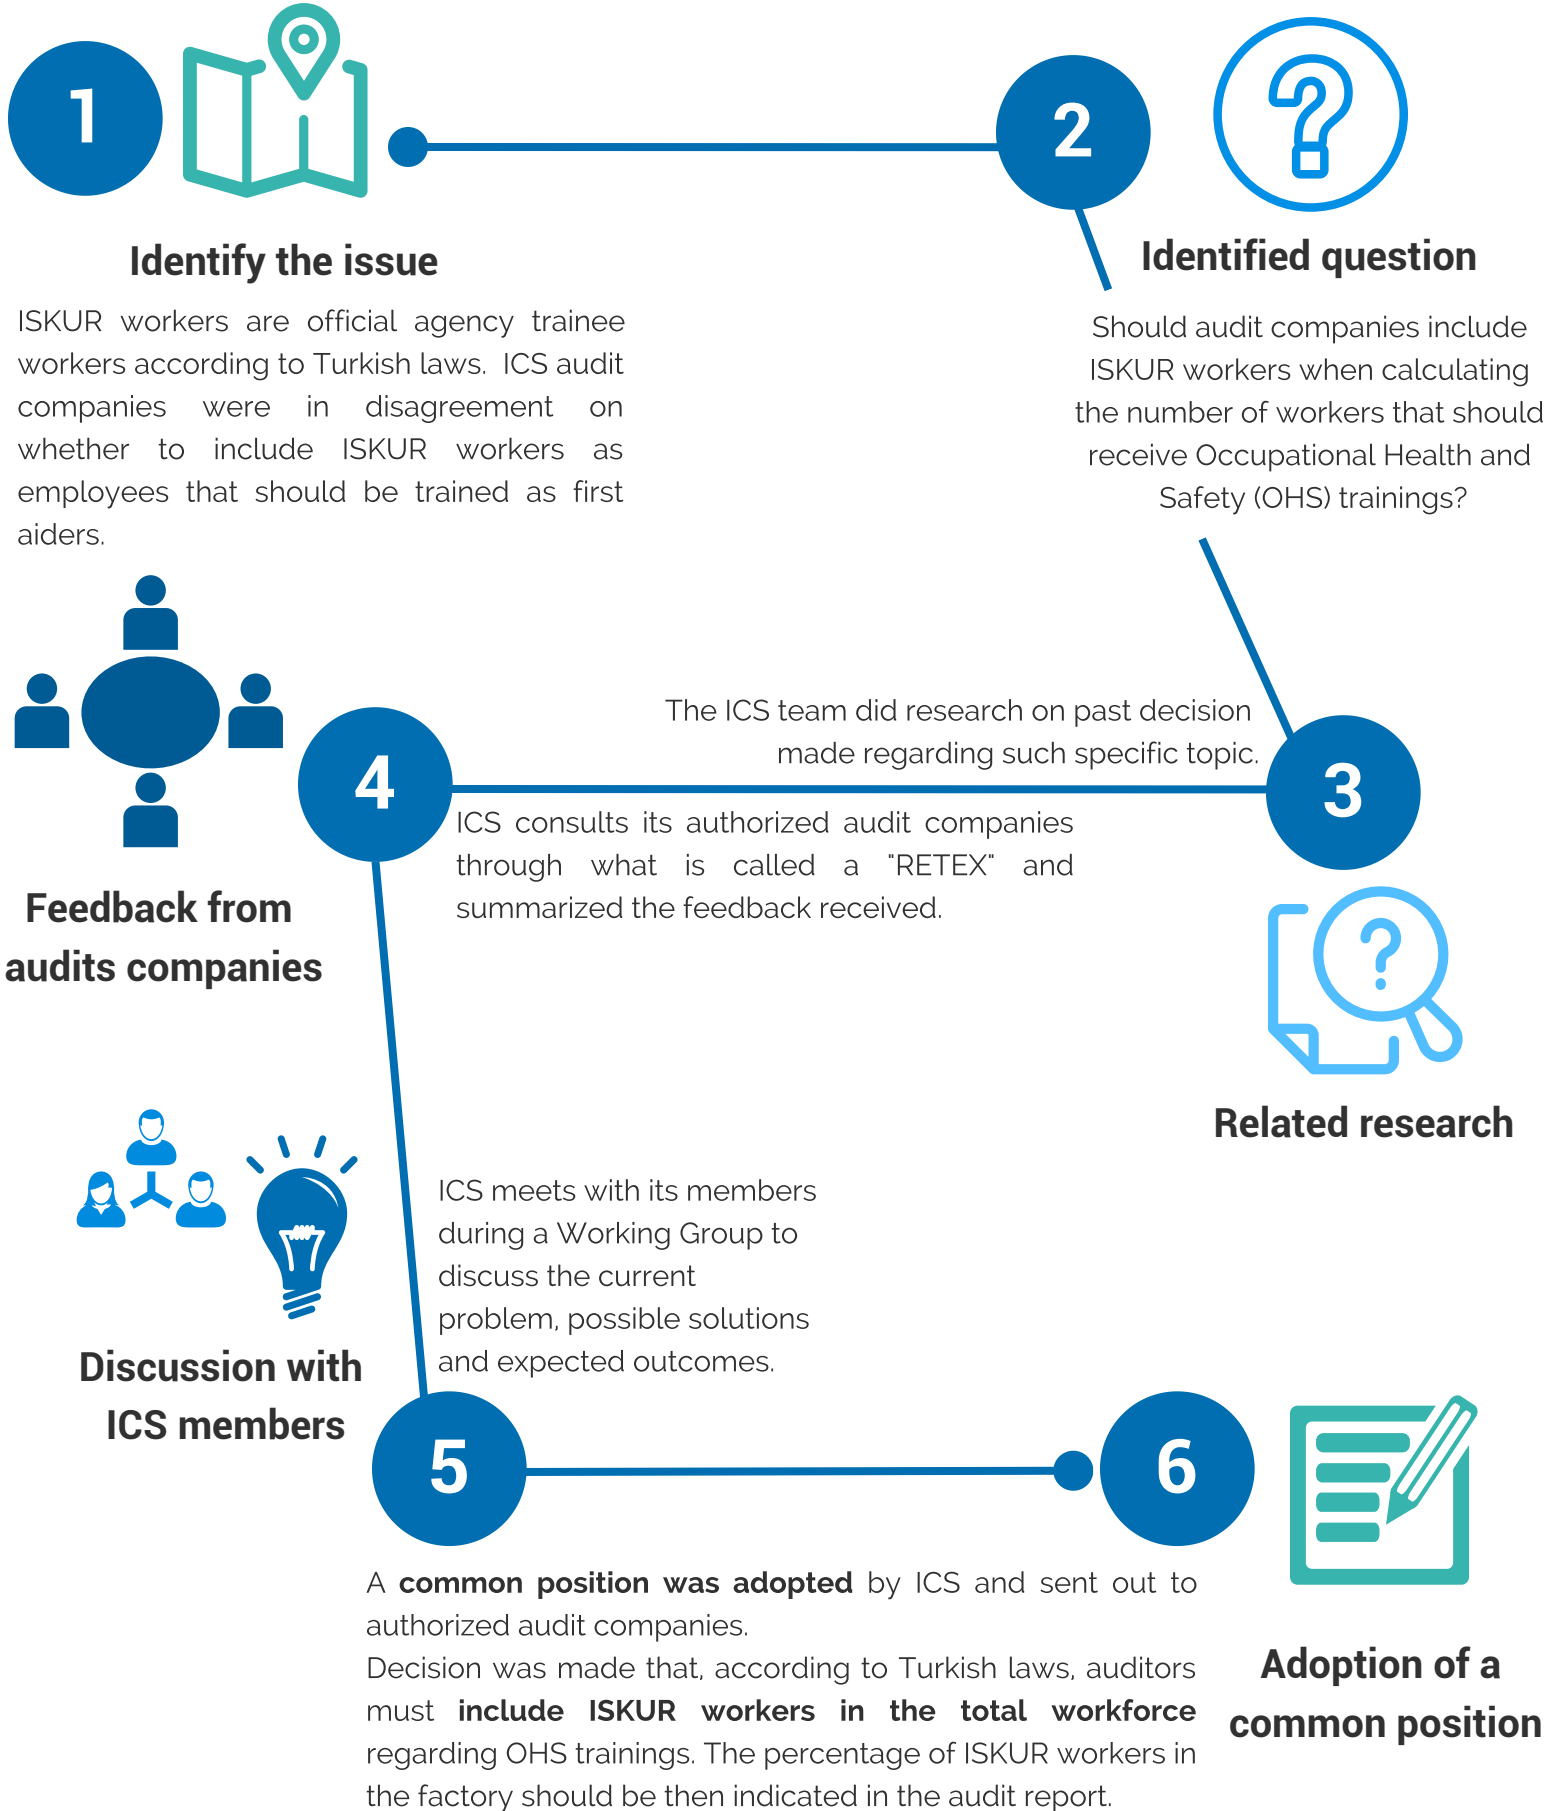 1
Identify the issue
ISKUR workers are official agency trainee
workers according to Turkish laws. ICS audit
companies were in disagreement on
whether to include ISKUR workers as
employees that should be trained as first
aiders.
2
Identified question
Should audit companies include
ISKUR workers when calculating
the number of workers that should
receive Occupational Health and
Safety (OHS) trainings?
3
Related research
The ICS team did research on past decision
made regarding such specific topic.
4
Feedback from
audits companies
ICS consults its authorized audit companies
through what is called a "RETEX" and
summarized the feedback received.
5
Discussion with
ICS members
ICS meets with its members
during a Working Group to
discuss the current
problem, possible solutions
and expected outcomes.
6
Adoption of a
common position
A common position was adopted by ICS and sent out to
authorized audit companies.
Decision was made that, according to Turkish laws, auditors
must include ISKUR workers in the total workforce
regarding OHS trainings. The percentage of ISKUR workers in
the factory should be then indicated in the audit report.